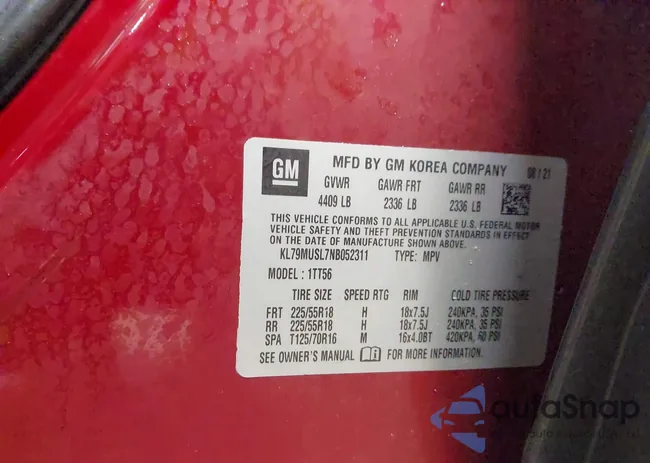 GM
MFD BY GM KOREA COMPANY 08/21
GVWR GAWR FRT GAWR RR
4409 LB 2336 LB 2336 LB
THIS VEHICLE CONFORMS TO ALL APPLICABLE U.S. FEDERAL MOTOR
VEHICLE SAFETY AND THEFT PREVENTION STANDARDS IN EFFECT
ON THE DATE OF MANUFACTURE SHOWN ABOVE.
KL79MUSL7NB052311 TYPE: MPV
MODEL: 1TT56
TIRE SIZE SPEED RTG RIM COLD TIRE PRESSURE
FRT 225/55R18 H 18x7.5J 240KPA, 35 PSI
RR 225/55R18 H 18x7.5J 240KPA, 35 PSI
SPA T125/70R16 M 16x4.0BT 420KPA, 60 PSI
SEE OWNER'S MANUAL FOR MORE INFORMATION.
autoSnap